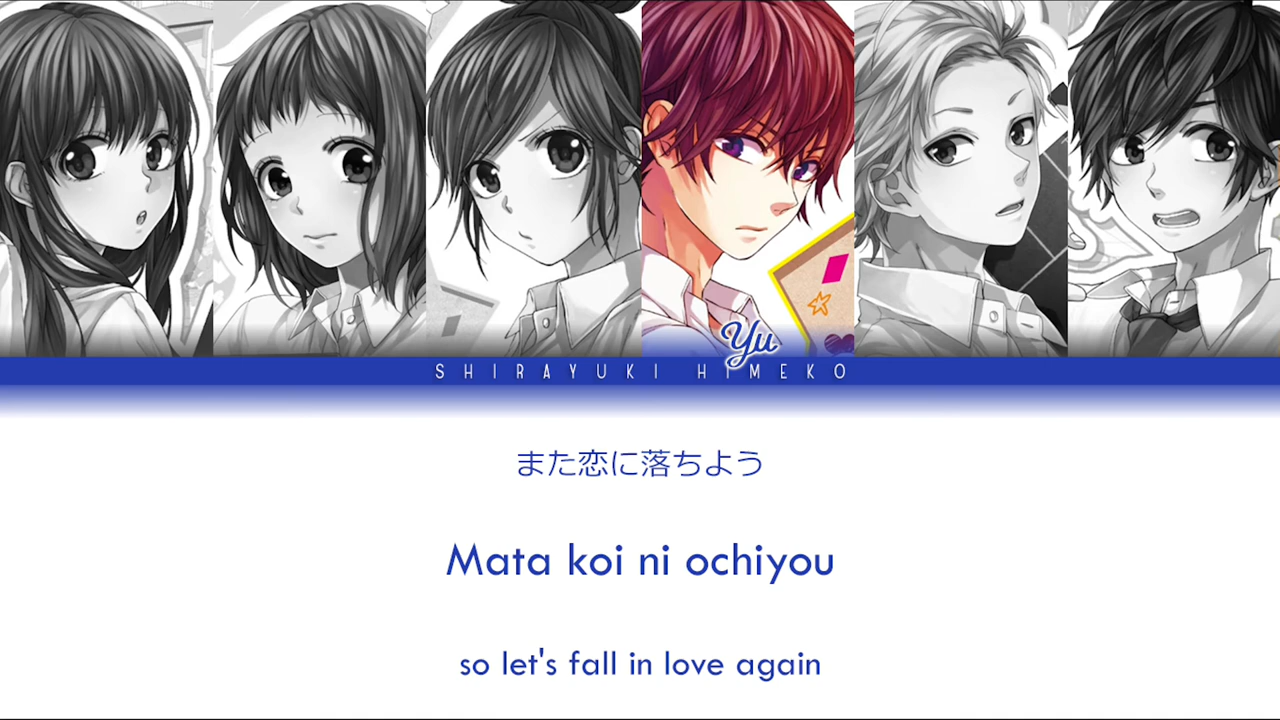 Yu
SHIRAYUKI HIMEKO
また恋に落ちよう
Mata koi ni ochiyou
so let's fall in love again